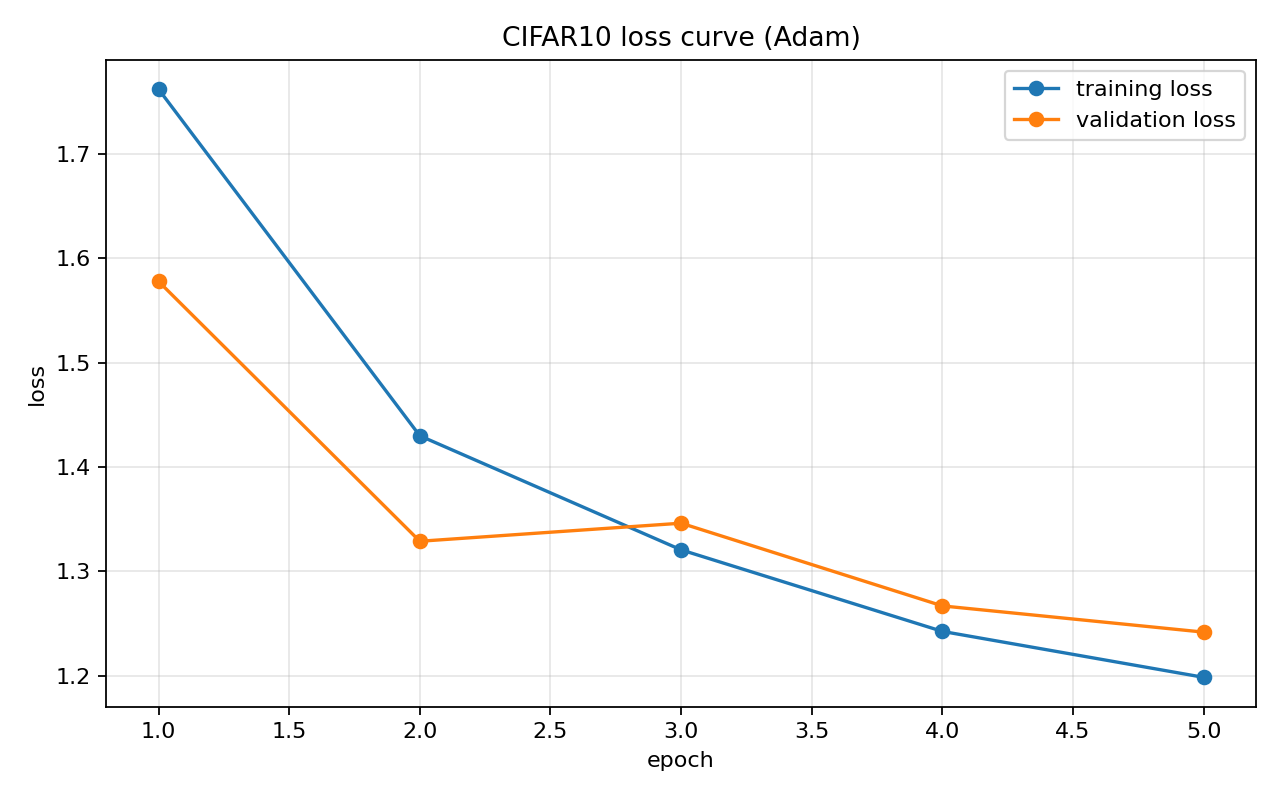 CIFAR10 loss curve (Adam)
training loss
validation loss
loss
1.7
1.6
1.5
1.4
1.3
1.2
1.0 1.5 2.0 2.5 3.0 3.5 4.0 4.5 5.0
epoch